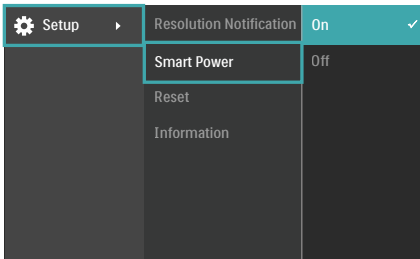 Setup
Resolution Notification
On
Smart Power
Off
Reset
Information